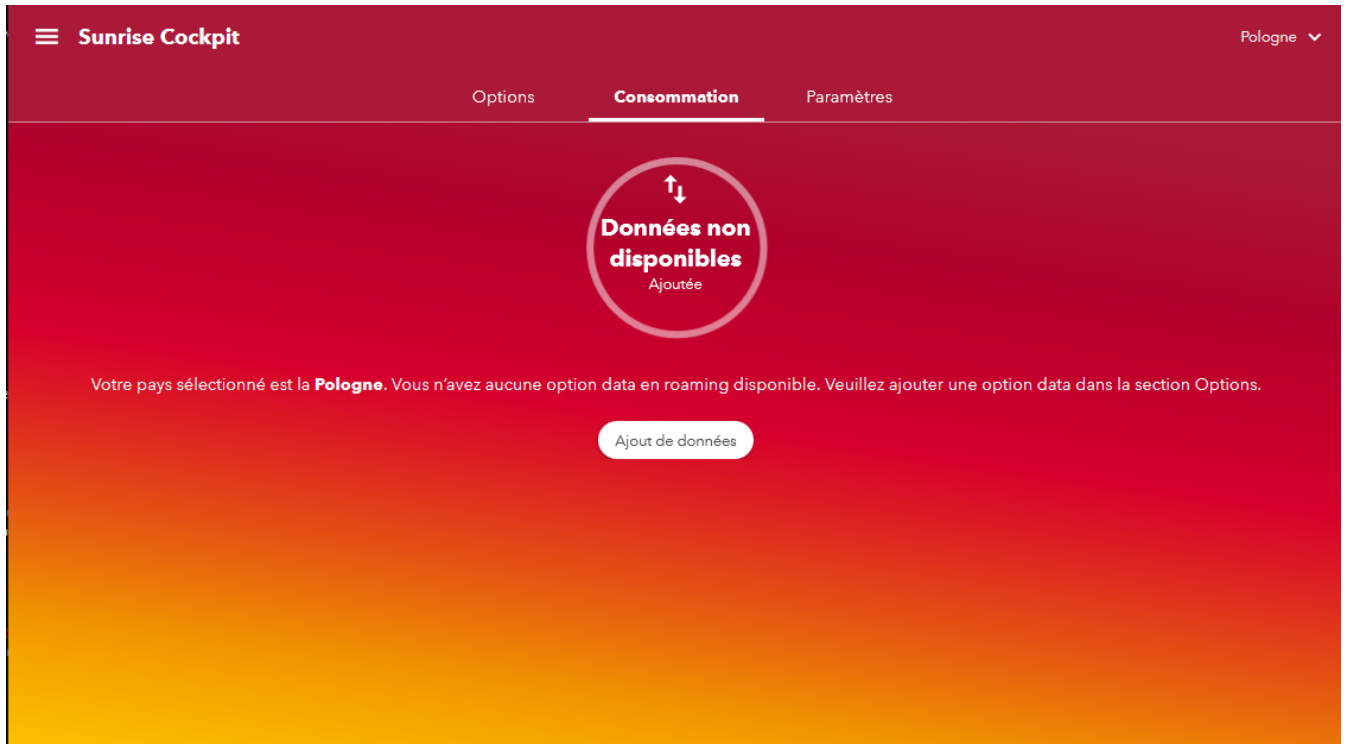 Sunrise Cockpit
Pologne
Options
Consommation
Paramètres
Données non
disponibles
Ajoutée
Votre pays sélectionné est la Pologne. Vous n'avez aucune option data en roaming disponible. Veuillez ajouter une option data dans la section Options.
Ajout de données